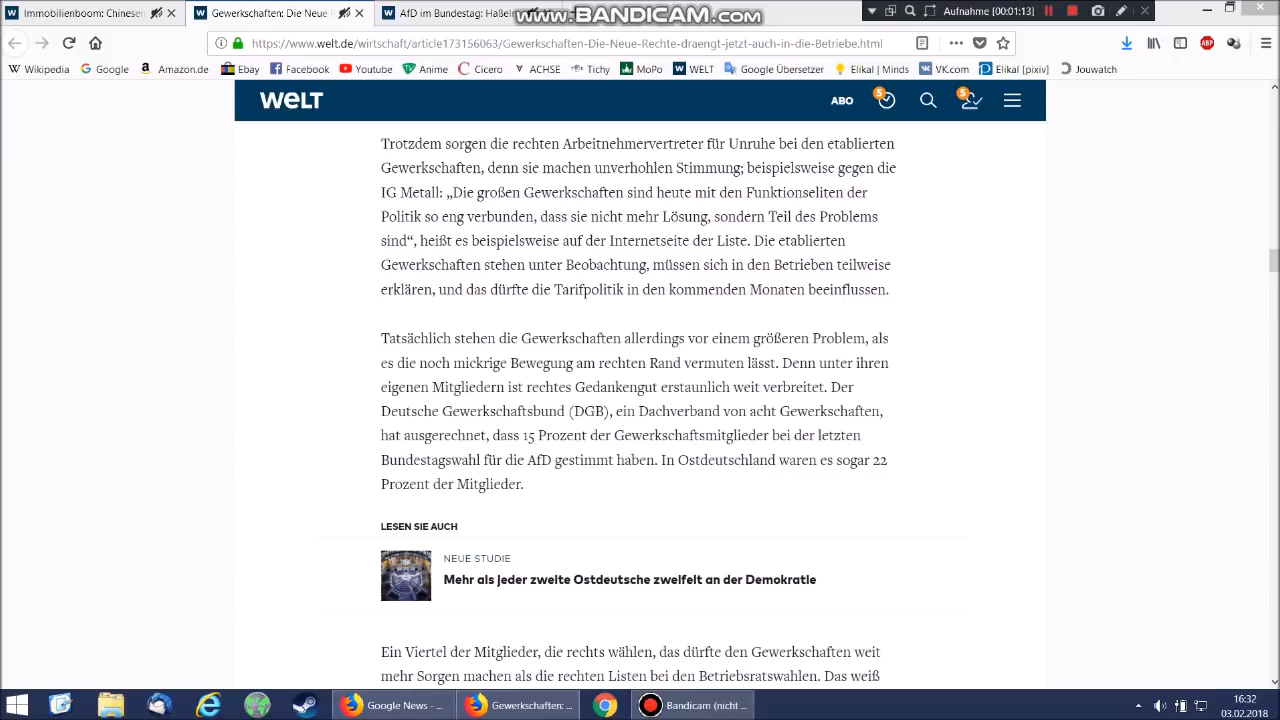 Immobilienboom: Chinesen
Gewerkschaften: Die Neue R
AfD im Bundestag: Haßel
www.BANDICAM.com
Aufnahme [00:01:13]
https://www.welt.de/wirtschaft/article173156063/Gewerkschaften-Die-Neue-Rechte-draengt-jetzt-auch-in-die-Betriebe.html
ABP
Wikipedia Google Amazon.de Ebay Facebook Youtube Anime Cicero ACHSE Tichy MoPo WELT Google Übersetzer Elikal | Minds VK.com Elikal [pixiv] Jouwatch
WELT
ABO 5 5
Trotzdem sorgen die rechten Arbeitnehmervertreter für Unruhe bei den etablierten
Gewerkschaften, denn sie machen unverhohlen Stimmung; beispielsweise gegen die
IG Metall: „Die großen Gewerkschaften sind heute mit den Funktionseliten der
Politik so eng verbunden, dass sie nicht mehr Lösung, sondern Teil des Problems
sind“, heißt es beispielsweise auf der Internetseite der Liste. Die etablierten
Gewerkschaften stehen unter Beobachtung, müssen sich in den Betrieben teilweise
erklären, und das dürfte die Tarifpolitik in den kommenden Monaten beeinflussen.
Tatsächlich stehen die Gewerkschaften allerdings vor einem größeren Problem, als
es die noch mickrige Bewegung am rechten Rand vermuten lässt. Denn unter ihren
eigenen Mitgliedern ist rechtes Gedankengut erstaunlich weit verbreitet. Der
Deutsche Gewerkschaftsbund (DGB), ein Dachverband von acht Gewerkschaften,
hat ausgerechnet, dass 15 Prozent der Gewerkschaftsmitglieder bei der letzten
Bundestagswahl für die AfD gestimmt haben. In Ostdeutschland waren es sogar 22
Prozent der Mitglieder.
LESEN SIE AUCH
NEUE STUDIE
Mehr als jeder zweite Ostdeutsche zweifelt an der Demokratie
Ein Viertel der Mitglieder, die rechts wählen, das dürfte den Gewerkschaften weit
mehr Sorgen machen als die rechten Listen bei den Betriebsratswahlen. Das weiß
Google News - ...
Gewerkschaften: ...
Bandicam (nicht ...
16:32
03.02.2018